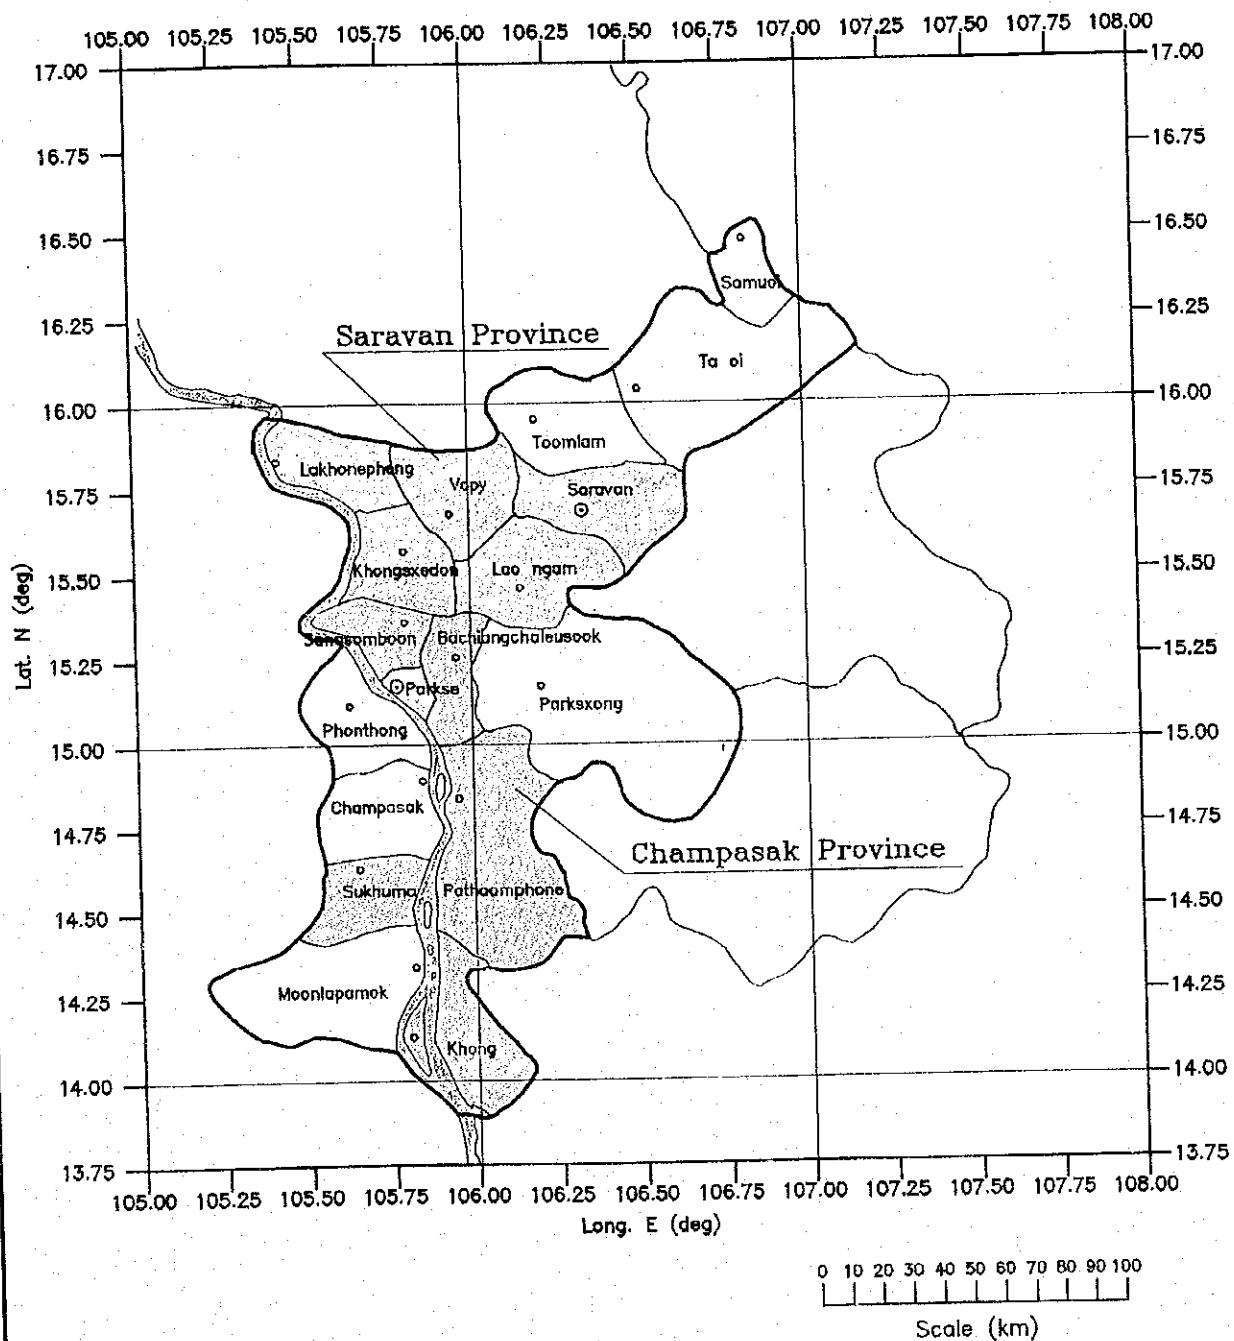 105.00 105.25 105.50 105.75 106.00 106.25 106.50 106.75 107.00 107.25 107.50 107.75 108.00
17.00 17.00
16.75 16.75
16.50 16.50
Samuoi
16.25 16.25
Saravan Province
Ta oi
16.00 16.00
Toomlam
Lakhonepheng
Vapy
Saravan
15.75 15.75
Khongsxedon
Lao ngam
15.50 15.50
Sanasomboon
Bachiangchaleusook
15.25 15.25
Pakse
Parksxong
Phonthong
15.00 15.00
Champasak
14.75 14.75
Champasak Province
Sukhuma
Pathoomphone
14.50 14.50
Moonlapamok
14.25 14.25
Khong
14.00 14.00
13.75 13.75
105.00 105.25 105.50 105.75 106.00 106.25 106.50 106.75 107.00 107.25 107.50 107.75 108.00
Lat. N (deg)
Long. E (deg)
0 10 20 30 40 50 60 70 80 90 100
Scale (km)